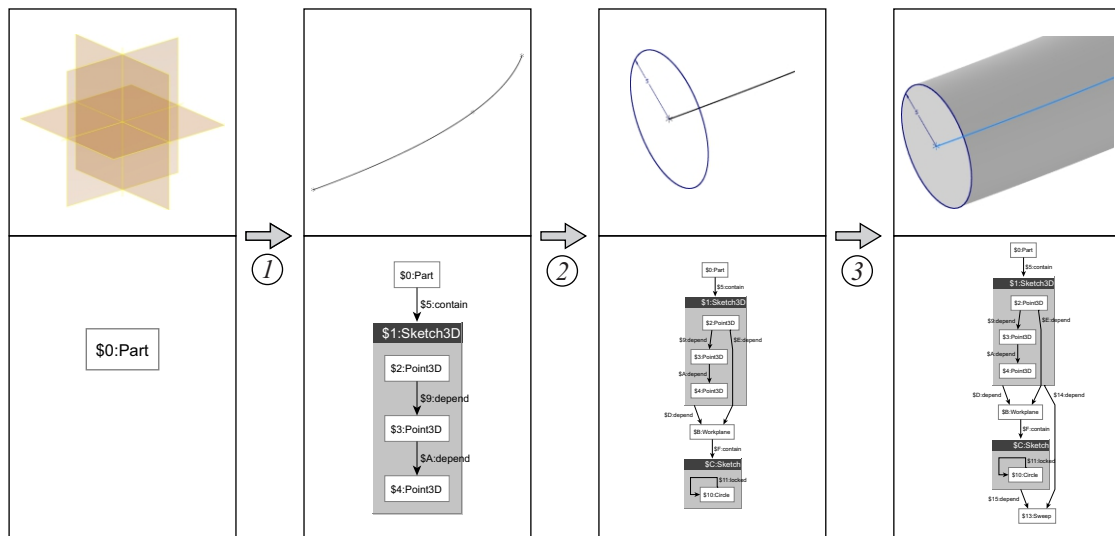 5
5
1
2
3
$0:Part
$0:Part
$5:contain
$1:Sketch3D
$2:Point3D
$9:depend
$3:Point3D
$A:depend
$4:Point3D
$0:Part
$5:contain
$1:Sketch3D
$2:Point3D
$9:depend
$E:depend
$3:Point3D
$A:depend
$4:Point3D
$D:depend
$B:Workplane
$F:contain
$C:Sketch
$11:locked
$10:Circle
$0:Part
$5:contain
$1:Sketch3D
$2:Point3D
$9:depend
$E:depend
$3:Point3D
$A:depend
$4:Point3D
$D:depend
$14:depend
$B:Workplane
$F:contain
$C:Sketch
$11:locked
$10:Circle
$15:depend
$13:Sweep